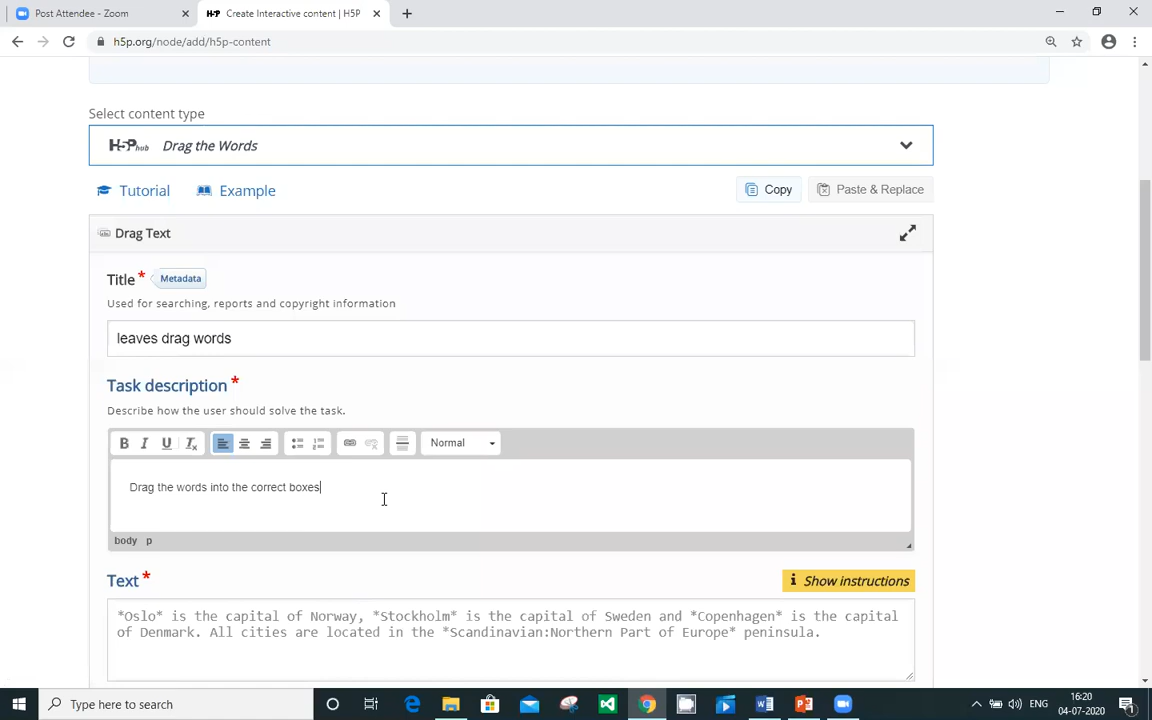 Post Attendee - Zoom
H5P Create Interactive content | H5P
h5p.org/node/add/h5p-content
Select content type
H5P hub Drag the Words
Tutorial Example Copy Paste & Replace
Drag Text
Title * Metadata
Used for searching, reports and copyright information
leaves drag words
Task description *
Describe how the user should solve the task.
B I U Tx Normal
Drag the words into the correct boxes
body p
Text * Show instructions
*Oslo* is the capital of Norway, *Stockholm* is the capital of Sweden and *Copenhagen* is the capital
of Denmark. All cities are located in the *Scandinavian:Northern Part of Europe* peninsula.
Type here to search
ENG
16:20
04-07-2020
1